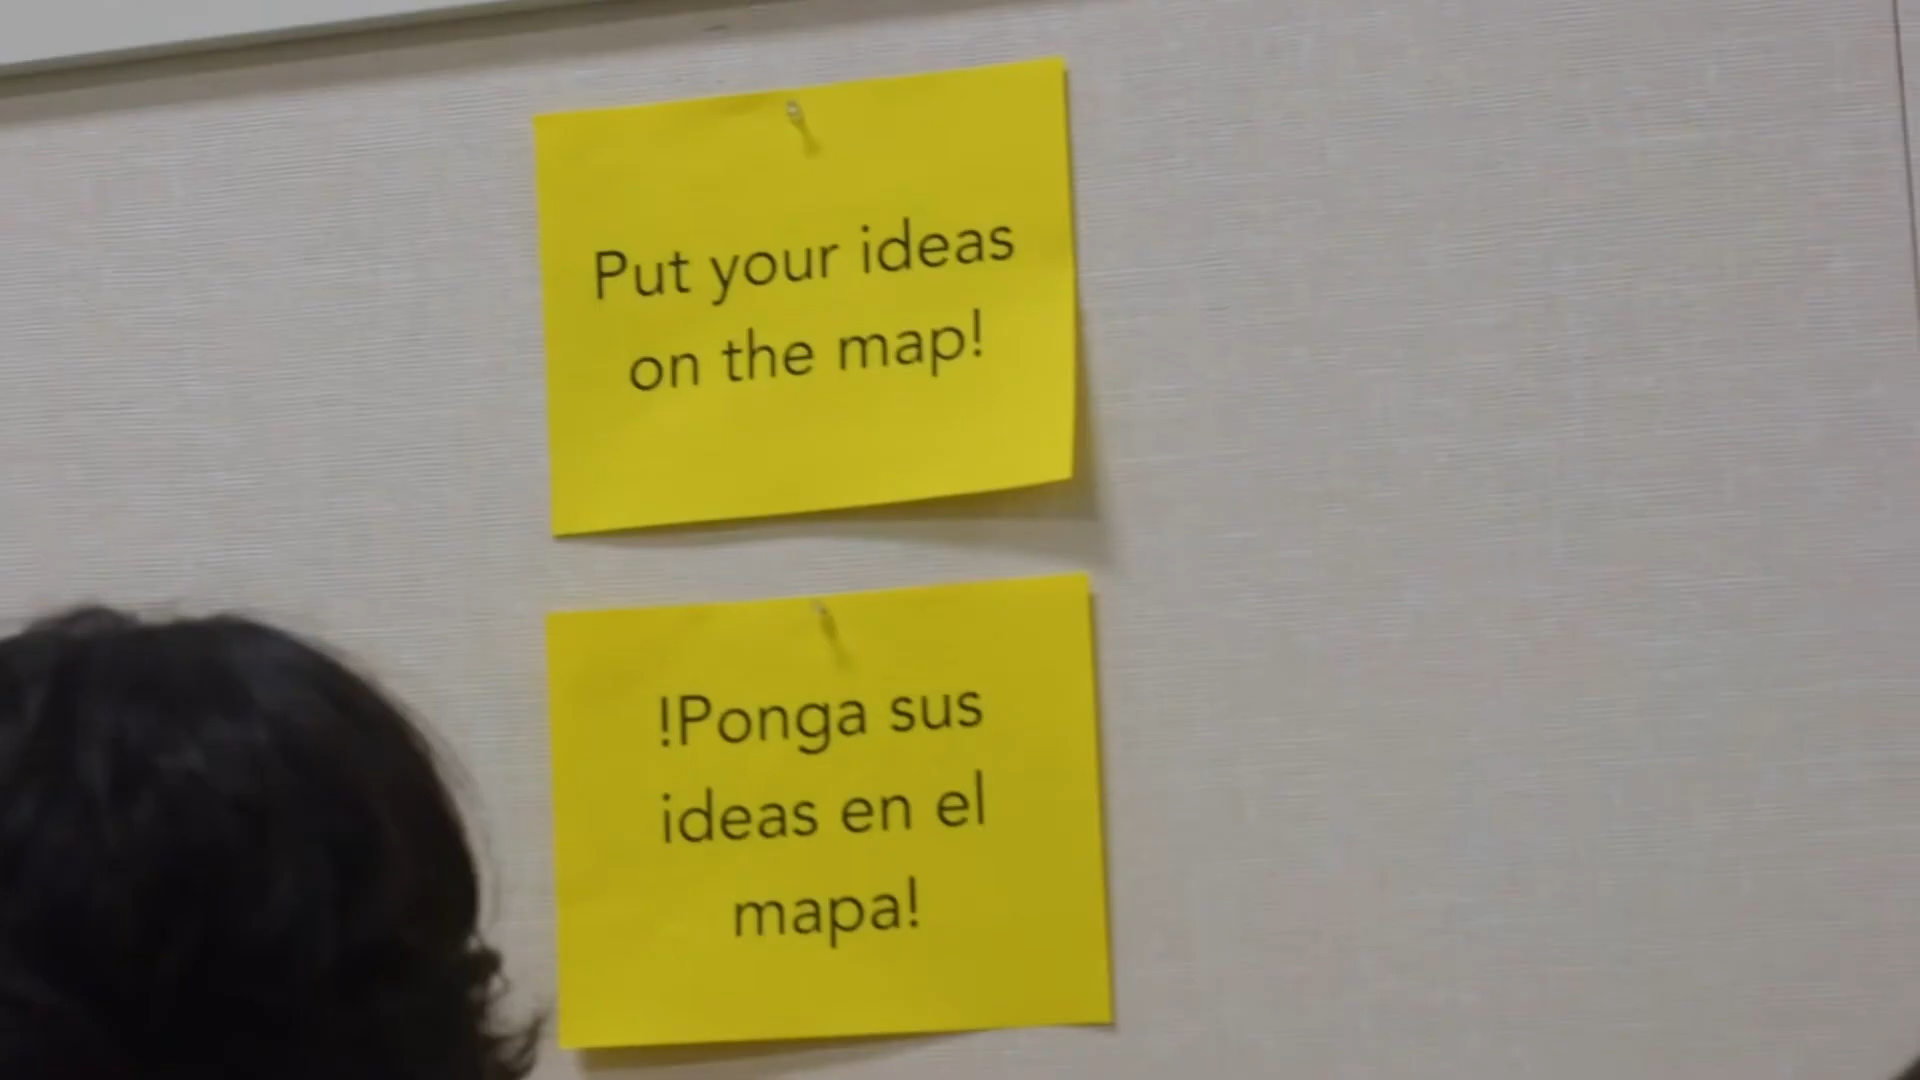 Put your ideas
on the map!
!Ponga sus
ideas en el
mapa!